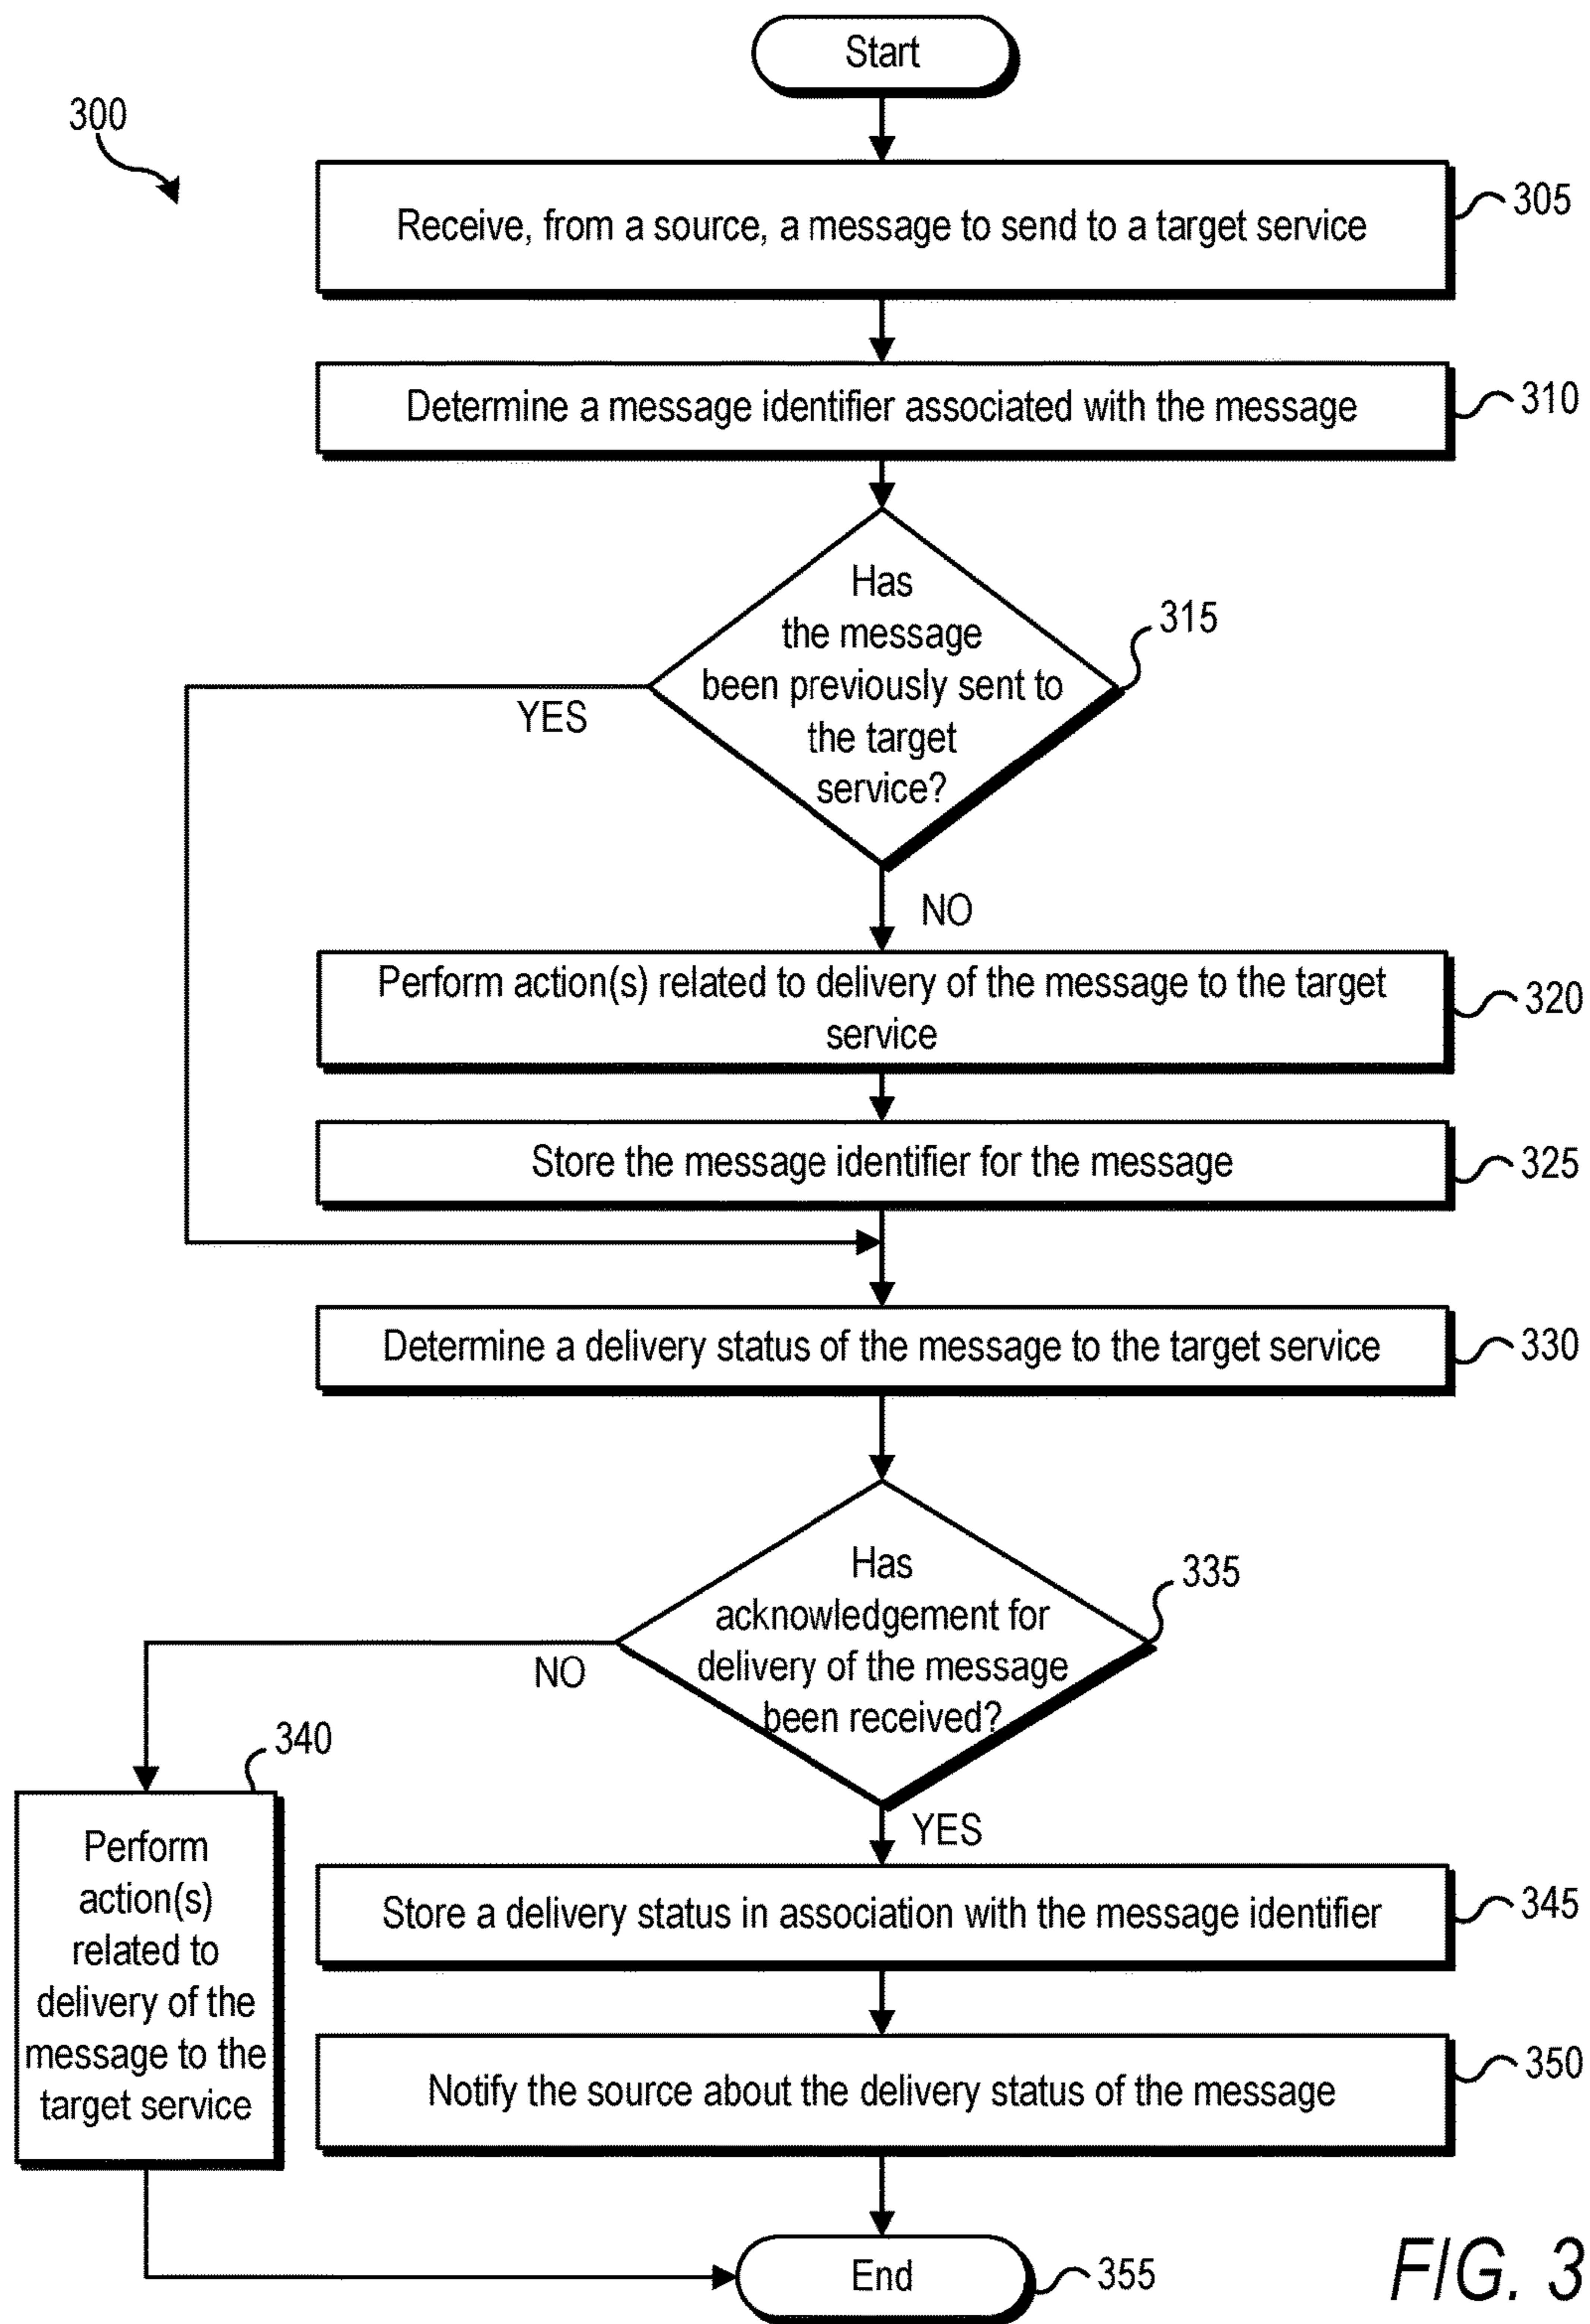 Start
300
Receive, from a source, a message to send to a target service
305
Determine a message identifier associated with the message
310
Has
the message
been previously sent to
the target
service?
315
YES
NO
Perform action(s) related to delivery of the message to the target
service
320
Store the message identifier for the message
325
Determine a delivery status of the message to the target service
330
Has
acknowledgement for
delivery of the message
been received?
335
NO
YES
340
Perform
action(s)
related to
delivery of the
message to the
target service
Store a delivery status in association with the message identifier
345
Notify the source about the delivery status of the message
350
End
355
FIG. 3